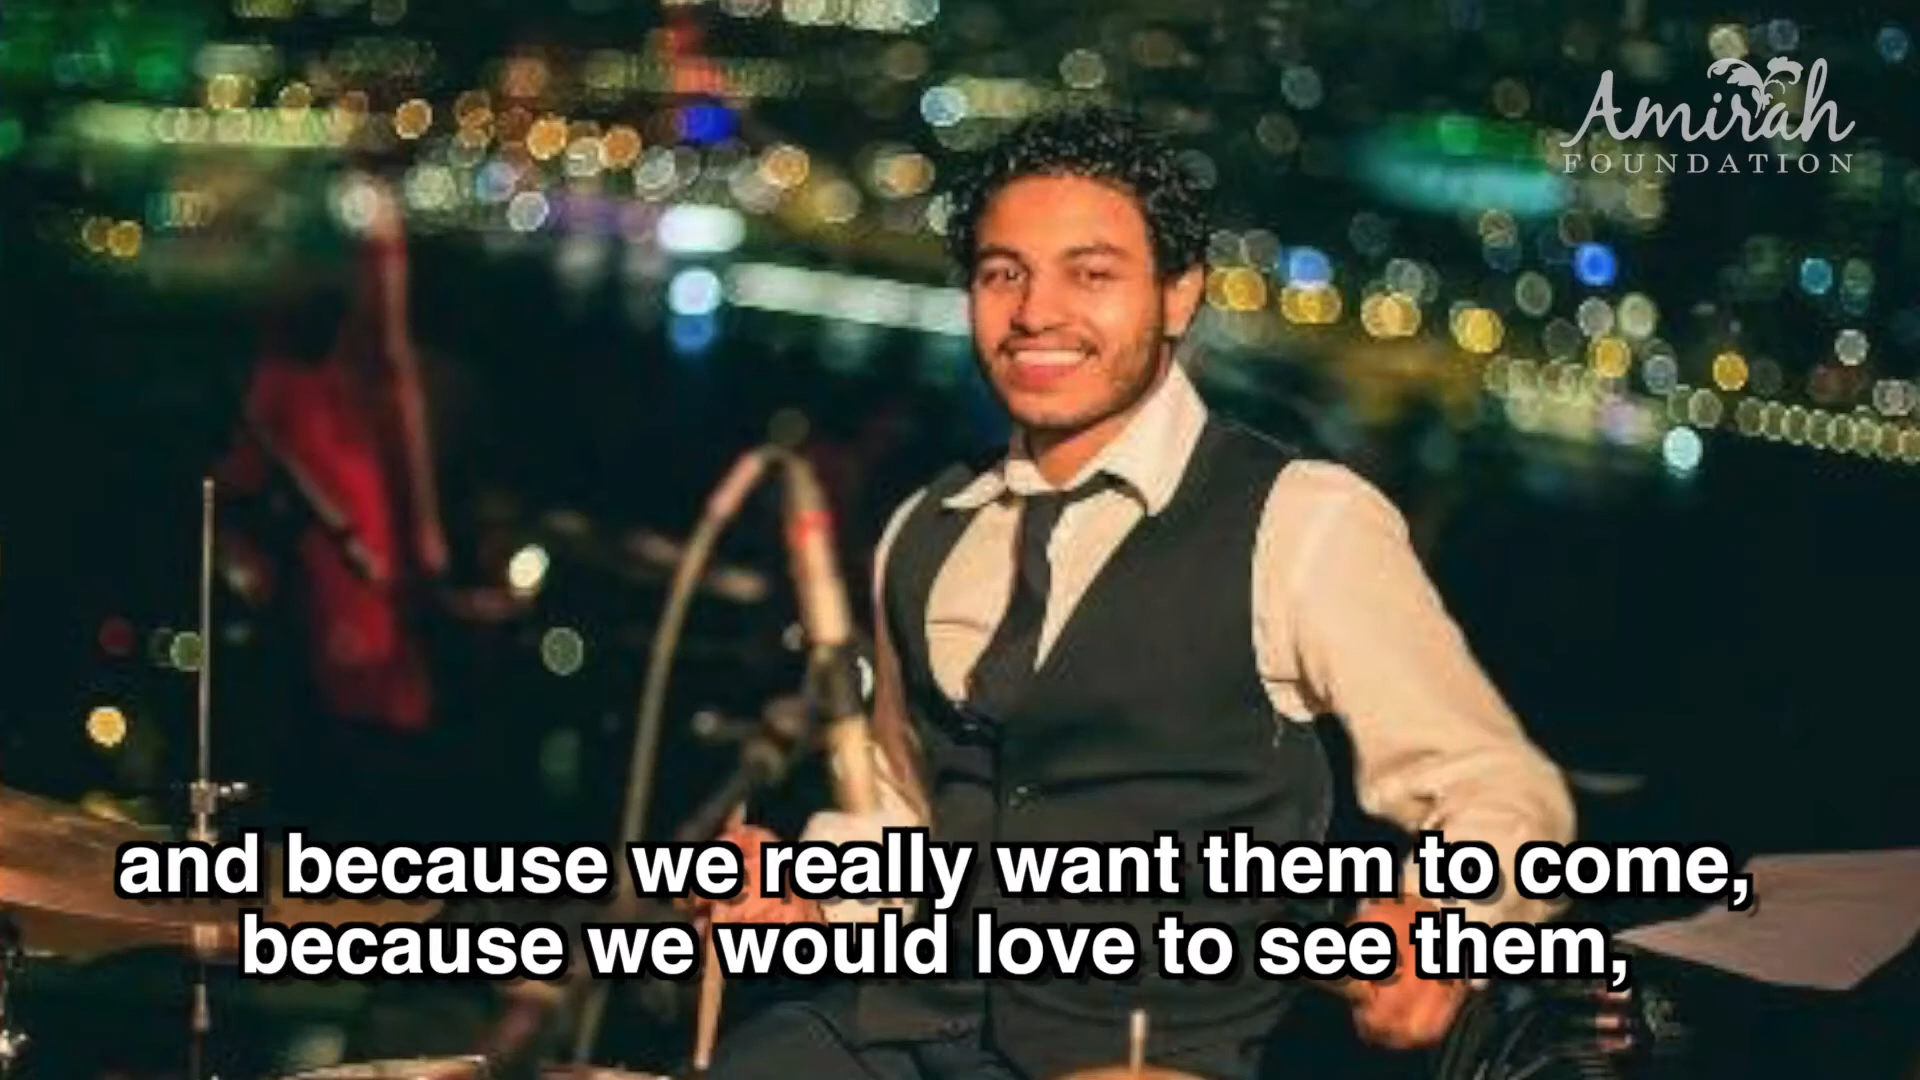 Amirah
FOUNDATION
and because we really want them to come,
because we would love to see them,